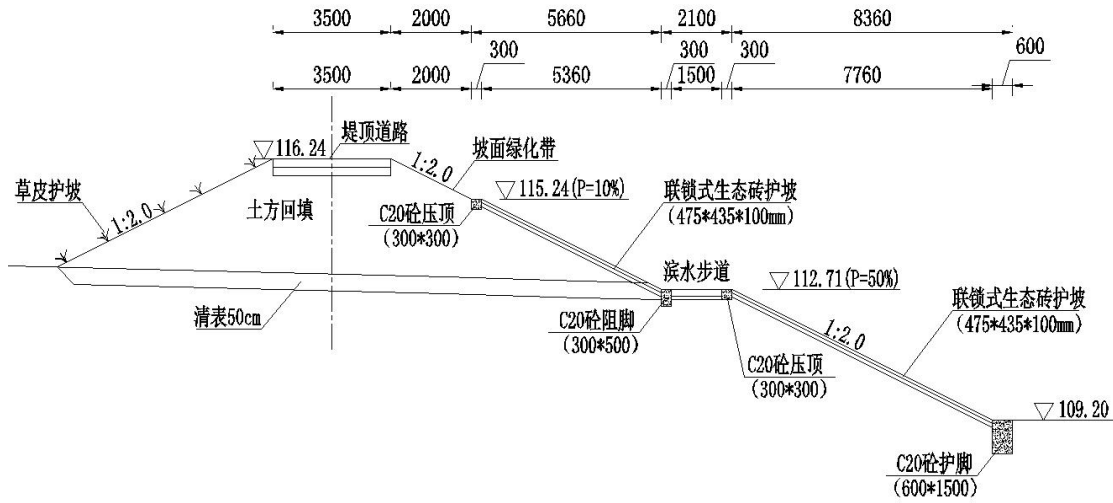 3500 2000 5660 2100 8360
300 300 300 600
3500 2000 5360 1500 7760
堤顶道路
116.24
1:2.0
坡面绿化带
草皮护坡
1:2.0
土方回填
115.24(P=10%)
C20砼压顶
(300*300)
联锁式生态砖护坡
(475*435*100mm)
滨水步道
112.71(P=50%)
清表50cm
C20砼阻脚
(300*500)
1:2.0
联锁式生态砖护坡
(475*435*100mm)
C20砼压顶
(300*300)
109.20
C20砼护脚
(600*1500)